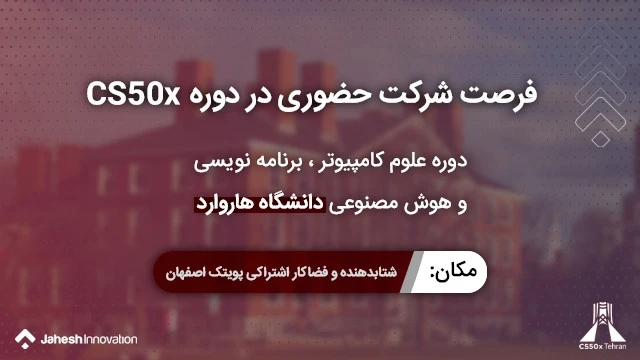 فرصت شرکت حضوری در دوره CS50x
دوره علوم کامپیوتر ، برنامه نویسی
و هوش مصنوعی دانشگاه هاروارد
مکان: شتابدهنده و فضاکار اشتراکی پویتک اصفهان
Jahesh Innovation
CS50x Tehran